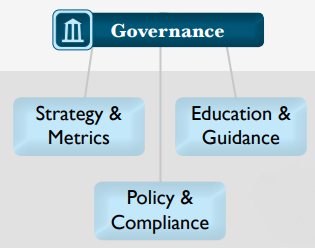 Governance
Strategy &
Metrics
Education &
Guidance
Policy &
Compliance